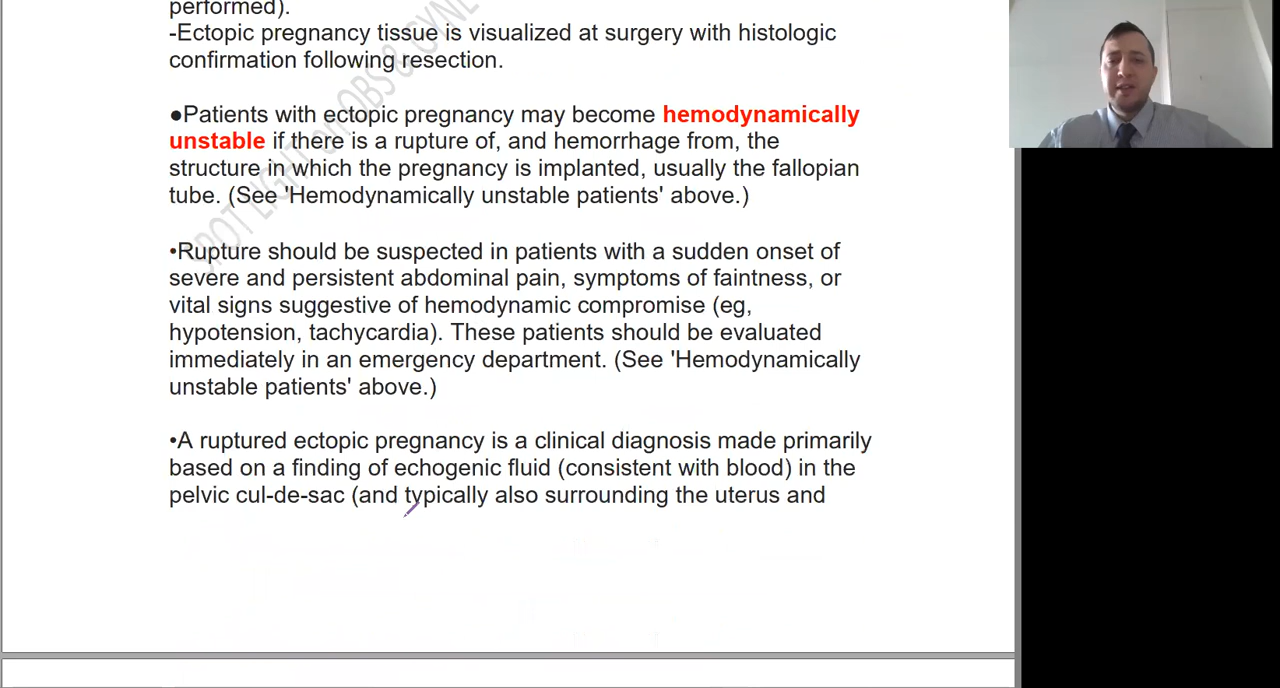 performed).
-Ectopic pregnancy tissue is visualized at surgery with histologic
confirmation following resection.
●Patients with ectopic pregnancy may become hemodynamically
unstable if there is a rupture of, and hemorrhage from, the
structure in which the pregnancy is implanted, usually the fallopian
tube. (See 'Hemodynamically unstable patients' above.)
•Rupture should be suspected in patients with a sudden onset of
severe and persistent abdominal pain, symptoms of faintness, or
vital signs suggestive of hemodynamic compromise (eg,
hypotension, tachycardia). These patients should be evaluated
immediately in an emergency department. (See 'Hemodynamically
unstable patients' above.)
•A ruptured ectopic pregnancy is a clinical diagnosis made primarily
based on a finding of echogenic fluid (consistent with blood) in the
pelvic cul-de-sac (and typically also surrounding the uterus and
SPOT LIGHT on OBS & GYNE